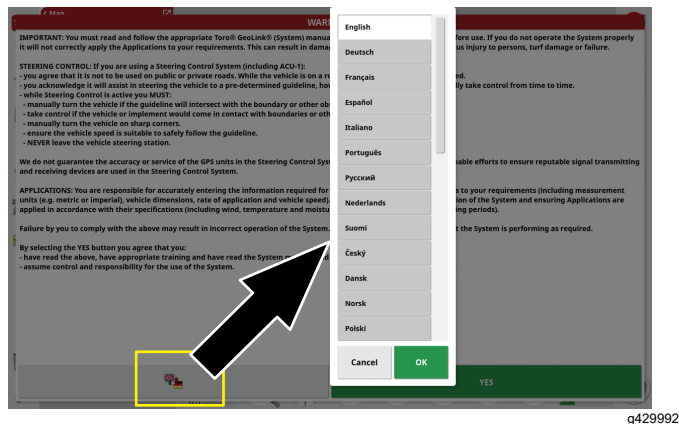 < Map
WAR
IMPORTANT: You must read and follow the appropriate Toro® GeoLink® (System) manua
fore use. If you do not operate the System properly
it will not correctly apply the Applications to your requirements. This can result in damag
us injury to persons, turf damage or failure.
STEERING CONTROL: If you are using a Steering Control System (including ACU-1):
- you agree that it is not to be used on public or private roads. While the vehicle is on a ro
ed.
- you acknowledge it will assist in steering the vehicle to a pre-determined guideline, how
lly take control from time to time.
- while Steering Control is active you MUST:
- manually turn the vehicle if the guideline will intersect with the boundary or other obs
- take control if the vehicle or implement would come in contact with boundaries or oth
- manually turn the vehicle on sharp corners.
- ensure the vehicle speed is suitable to safely follow the guideline.
- NEVER leave the vehicle steering station.
We do not guarantee the accuracy or service of the GPS units in the Steering Control Syst
nable efforts to ensure reputable signal transmitting
and receiving devices are used in the Steering Control System.
APPLICATIONS: You are responsible for accurately entering the information required for
s to your requirements (including measurement
units (e.g. metric or imperial), vehicle dimensions, rate of application and vehicle speed).
ion of the System and ensuring Applications are
applied in accordance with their specifications (including wind, temperature and moistu
ing periods).
Failure by you to comply with the above may result in incorrect operation of the System.
t the System is performing as required.
By selecting the YES button you agree that you:
- have read the above, have appropriate training and have read the System m
nd
- assume control and responsibility for the use of the System.
English
Deutsch
Français
Español
Italiano
Português
Русский
Nederlands
Suomi
Český
Dansk
Norsk
Polski
Cancel
OK
YES
g429992